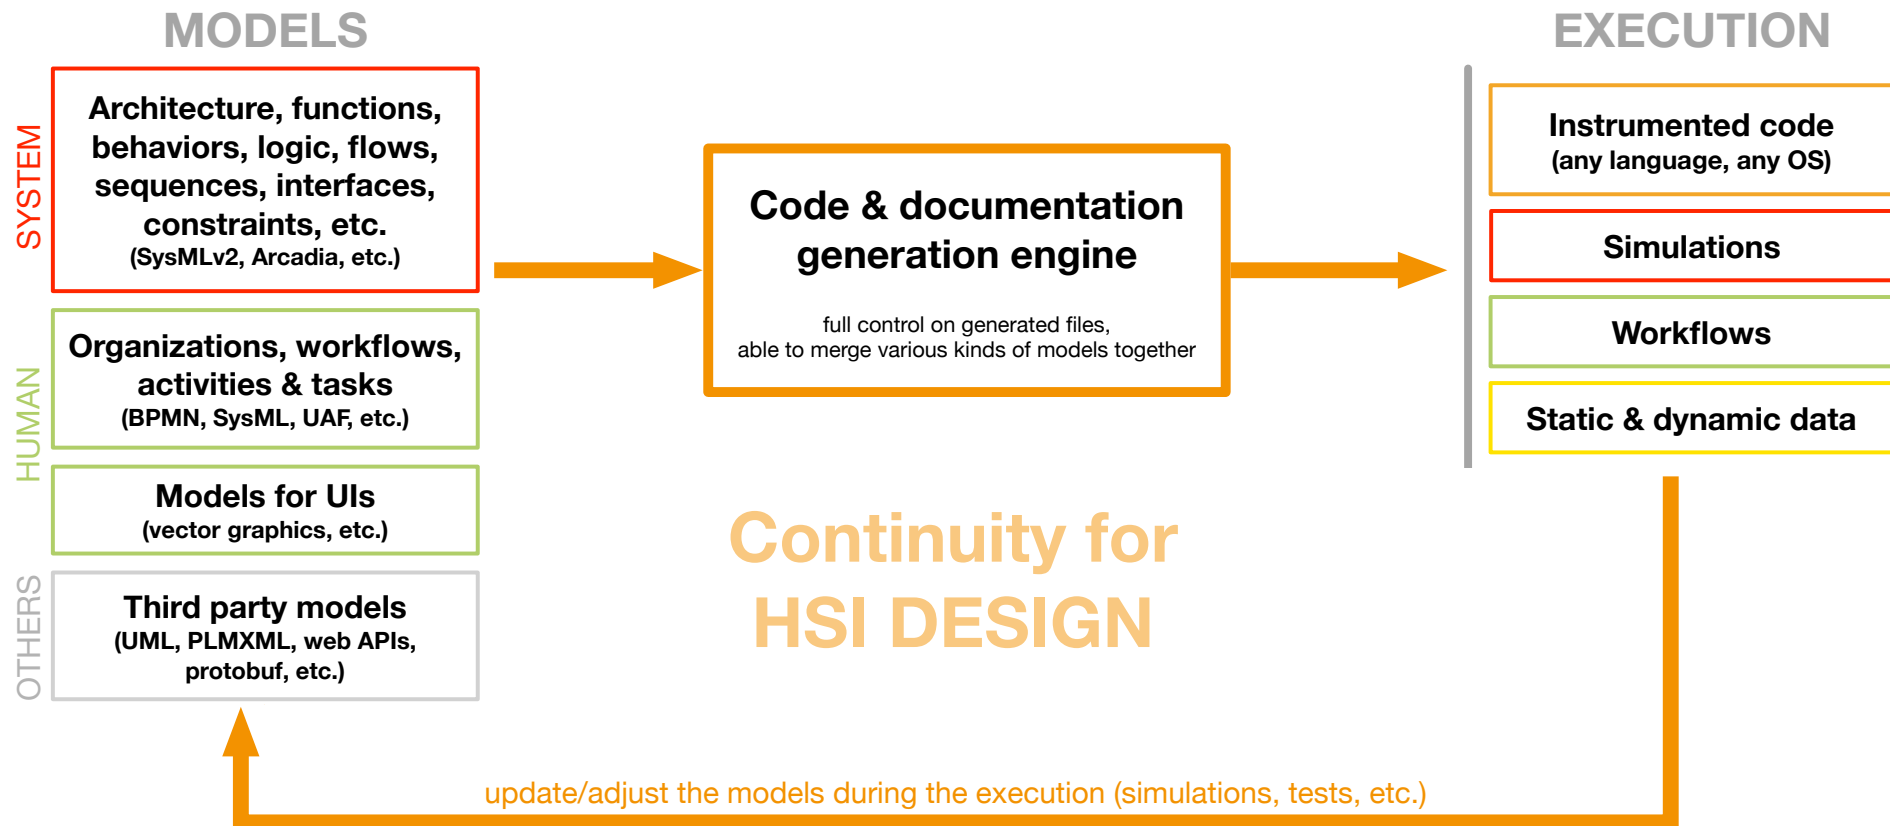 MODELS
SYSTEM
Architecture, functions,
behaviors, logic, flows,
sequences, interfaces,
constraints, etc.
(SysMLv2, Arcadia, etc.)
HUMAN
Organizations, workflows,
activities & tasks
(BPMN, SysML, UAF, etc.)
Models for UIs
(vector graphics, etc.)
OTHERS
Third party models
(UML, PLMXML, web APIs,
protobuf, etc.)
Code & documentation
generation engine
full control on generated files,
able to merge various kinds of models together
Continuity for
HSI DESIGN
EXECUTION
Instrumented code
(any language, any OS)
Simulations
Workflows
Static & dynamic data
update/adjust the models during the execution (simulations, tests, etc.)